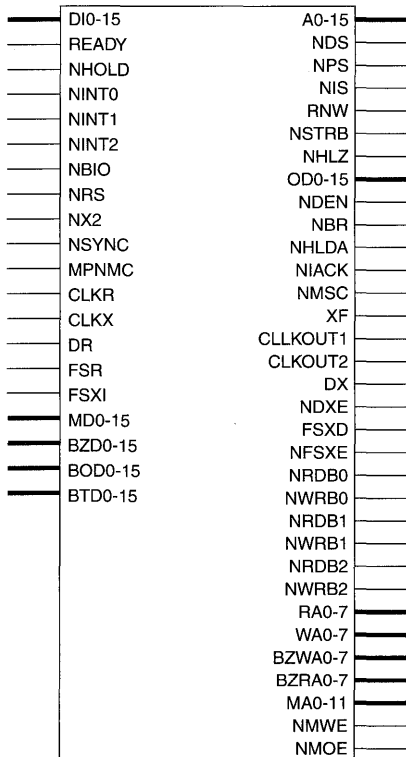 DI0-15
READY
NHOLD
NINT0
NINT1
NINT2
NBIO
NRS
NX2
NSYNC
MPNMC
CLKR
CLKX
DR
FSR
FSXI
MD0-15
BZD0-15
BOD0-15
BTD0-15
A0-15
NDS
NPS
NIS
RNW
NSTRB
NHLZ
OD0-15
NDEN
NBR
NHLDA
NIACK
NMSC
XF
CLLKOUT1
CLKOUT2
DX
NDXE
FSXD
NFSXE
NRDB0
NWRB0
NRDB1
NWRB1
NRDB2
NWRB2
RA0-7
WA0-7
BZWA0-7
BZRA0-7
MA0-11
NMWE
NMOE